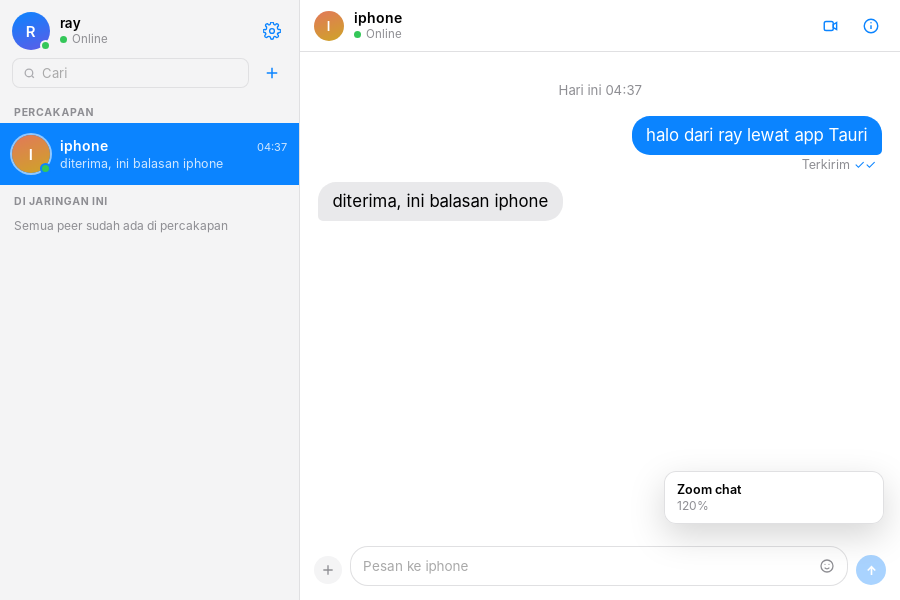 R
ray
Online
Cari
PERCAKAPAN
I
iphone
04:37
diterima, ini balasan iphone
DI JARINGAN INI
Semua peer sudah ada di percakapan
I
iphone
Online
Hari ini 04:37
halo dari ray lewat app Tauri
Terkirim
diterima, ini balasan iphone
Zoom chat
120%
Pesan ke iphone